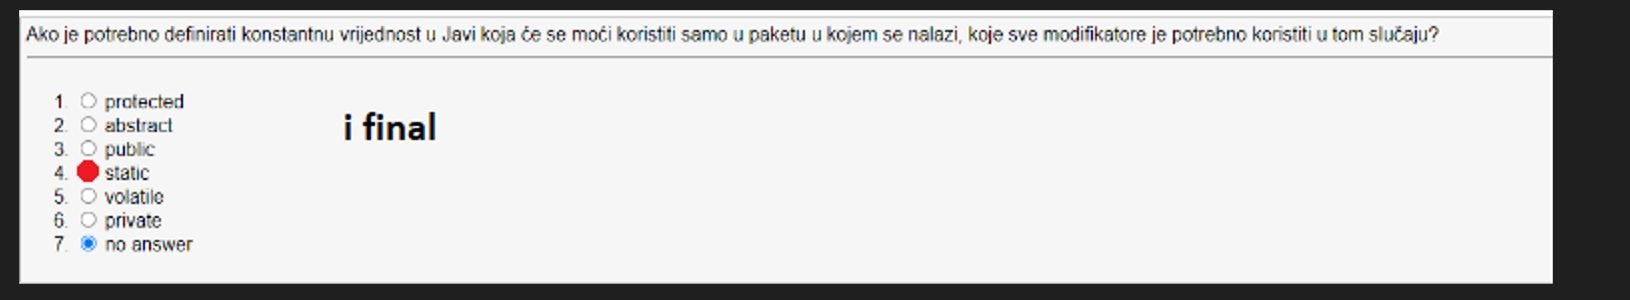 Ako je potrebno definirati konstantnu vrijednost u Javi koja će se moći koristiti samo u paketu u kojem se nalazi, koje sve modifikatore je potrebno koristiti u tom slučaju?
1. protected
2. abstract
i final
3. public
4. static
5. volatile
6. private
7. no answer